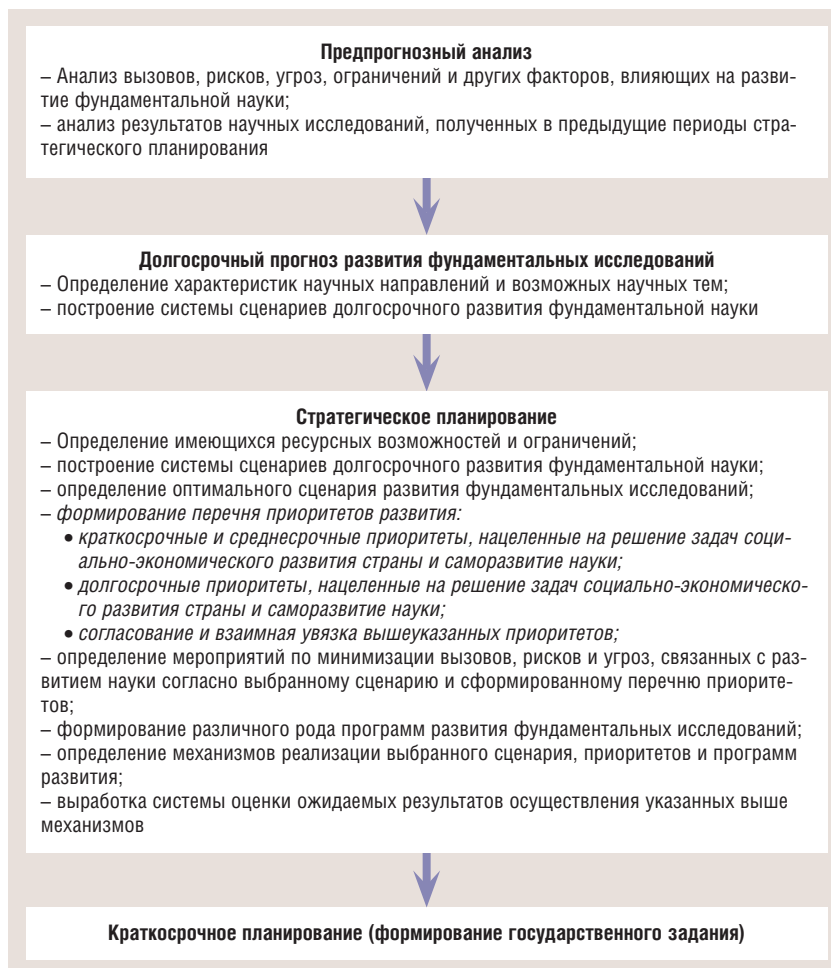 Предпрогнозный анализ
– Анализ вызовов, рисков, угроз, ограничений и других факторов, влияющих на разви-
тие фундаментальной науки;
– анализ результатов научных исследований, полученных в предыдущие периоды стра-
тегического планирования
Долгосрочный прогноз развития фундаментальных исследований
– Определение характеристик научных направлений и возможных научных тем;
– построение системы сценариев долгосрочного развития фундаментальной науки
Стратегическое планирование
– Определение имеющихся ресурсных возможностей и ограничений;
– построение системы сценариев долгосрочного развития фундаментальной науки;
– определение оптимального сценария развития фундаментальных исследований;
– формирование перечня приоритетов развития:
• краткосрочные и среднесрочные приоритеты, нацеленные на решение задач соци-
ально-экономического развития страны и саморазвитие науки;
• долгосрочные приоритеты, нацеленные на решение задач социально-экономическо-
го развития страны и саморазвитие науки;
• согласование и взаимная увязка вышеуказанных приоритетов;
– определение мероприятий по минимизации вызовов, рисков и угроз, связанных с раз-
витием науки согласно выбранному сценарию и сформированному перечню приорите-
тов;
– формирование различного рода программ развития фундаментальных исследований;
– определение механизмов реализации выбранного сценария, приоритетов и программ
развития;
– выработка системы оценки ожидаемых результатов осуществления указанных выше
механизмов
Краткосрочное планирование (формирование государственного задания)